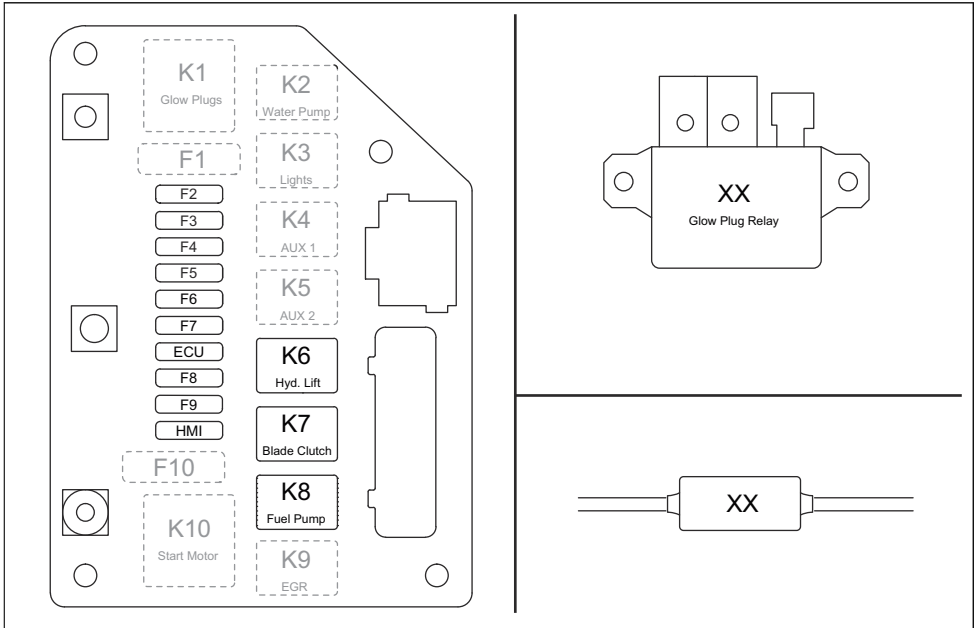 K1
Glow Plugs
F1
F2
F3
F4
F5
F6
F7
ECU
F8
F9
HMI
F10
K10
Start Motor
K2
Water Pump
K3
Lights
K4
AUX 1
K5
AUX 2
K6
Hyd. Lift
K7
Blade Clutch
K8
Fuel Pump
K9
EGR
XX
Glow Plug Relay
XX